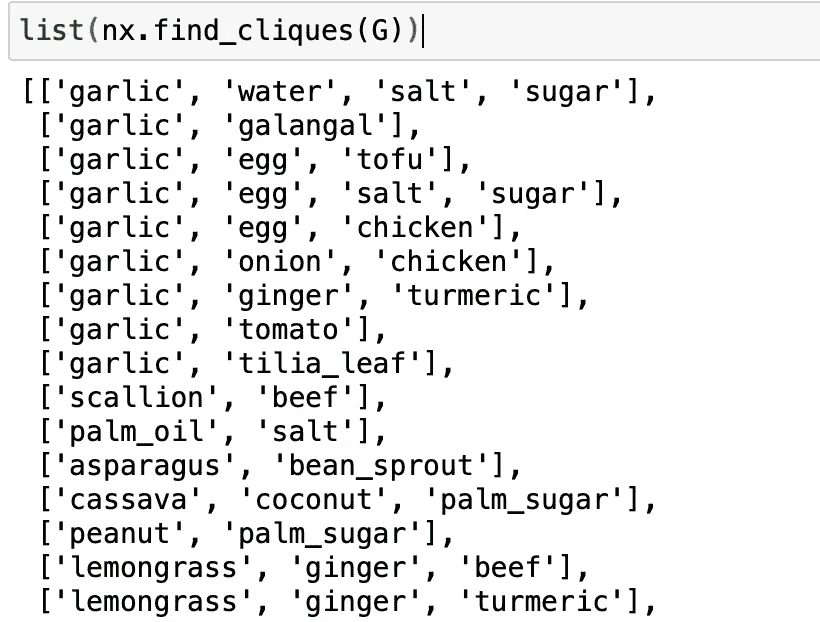 list(nx.find_cliques(G))
[['garlic', 'water', 'salt', 'sugar'],
['garlic', 'galangal'],
['garlic', 'egg', 'tofu'],
['garlic', 'egg', 'salt', 'sugar'],
['garlic', 'egg', 'chicken'],
['garlic', 'onion', 'chicken'],
['garlic', 'ginger', 'turmeric'],
['garlic', 'tomato'],
['garlic', 'tilia_leaf'],
['scallion', 'beef'],
['palm_oil', 'salt'],
['asparagus', 'bean_sprout'],
['cassava', 'coconut', 'palm_sugar'],
['peanut', 'palm_sugar'],
['lemongrass', 'ginger', 'beef'],
['lemongrass', 'ginger', 'turmeric'],